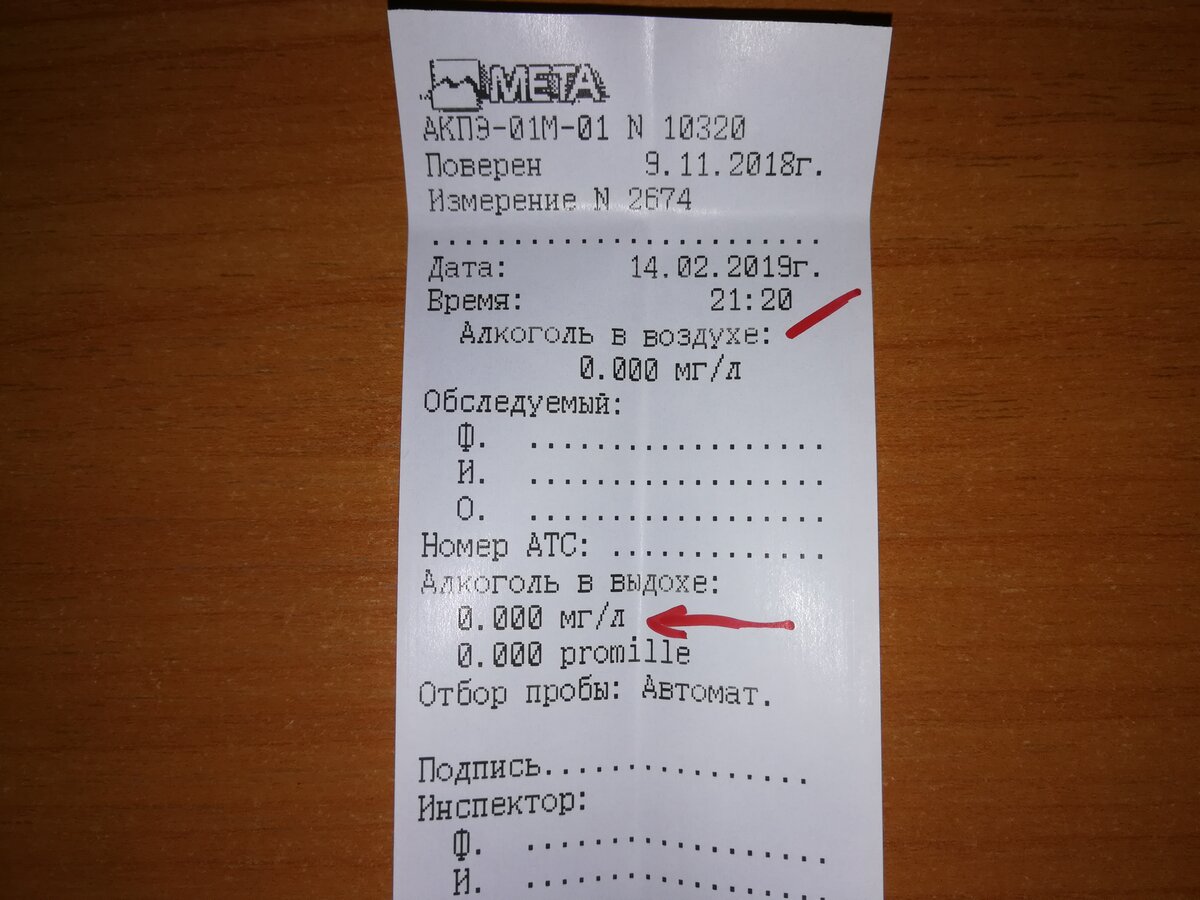 МЕТА
АКПЭ-01М-01 N 10320
Поверен 9.11.2018г.
Измерение N 2674
........................
Дата: 14.02.2019г.
Время: 21:20
Алкоголь в воздухе:
0.000 мг/л
Обследуемый:
Ф. ..................
И. ..................
О. ..................
Номер АТС: .............
Алкоголь в выдохе:
0.000 мг/л
0.000 promille
Отбор пробы: Автомат.
Подпись................
Инспектор:
Ф. ..................
И. ..................